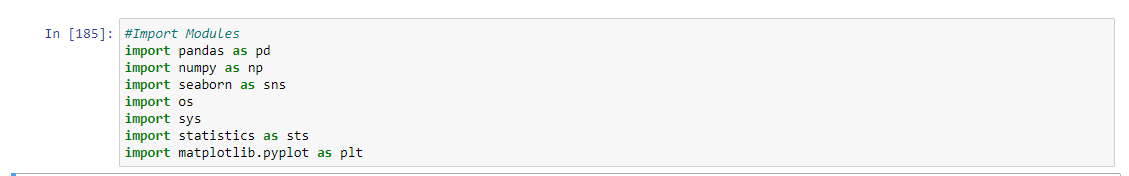 In [185]: #Import Modules
import pandas as pd
import numpy as np
import seaborn as sns
import os
import sys
import statistics as sts
import matplotlib.pyplot as plt